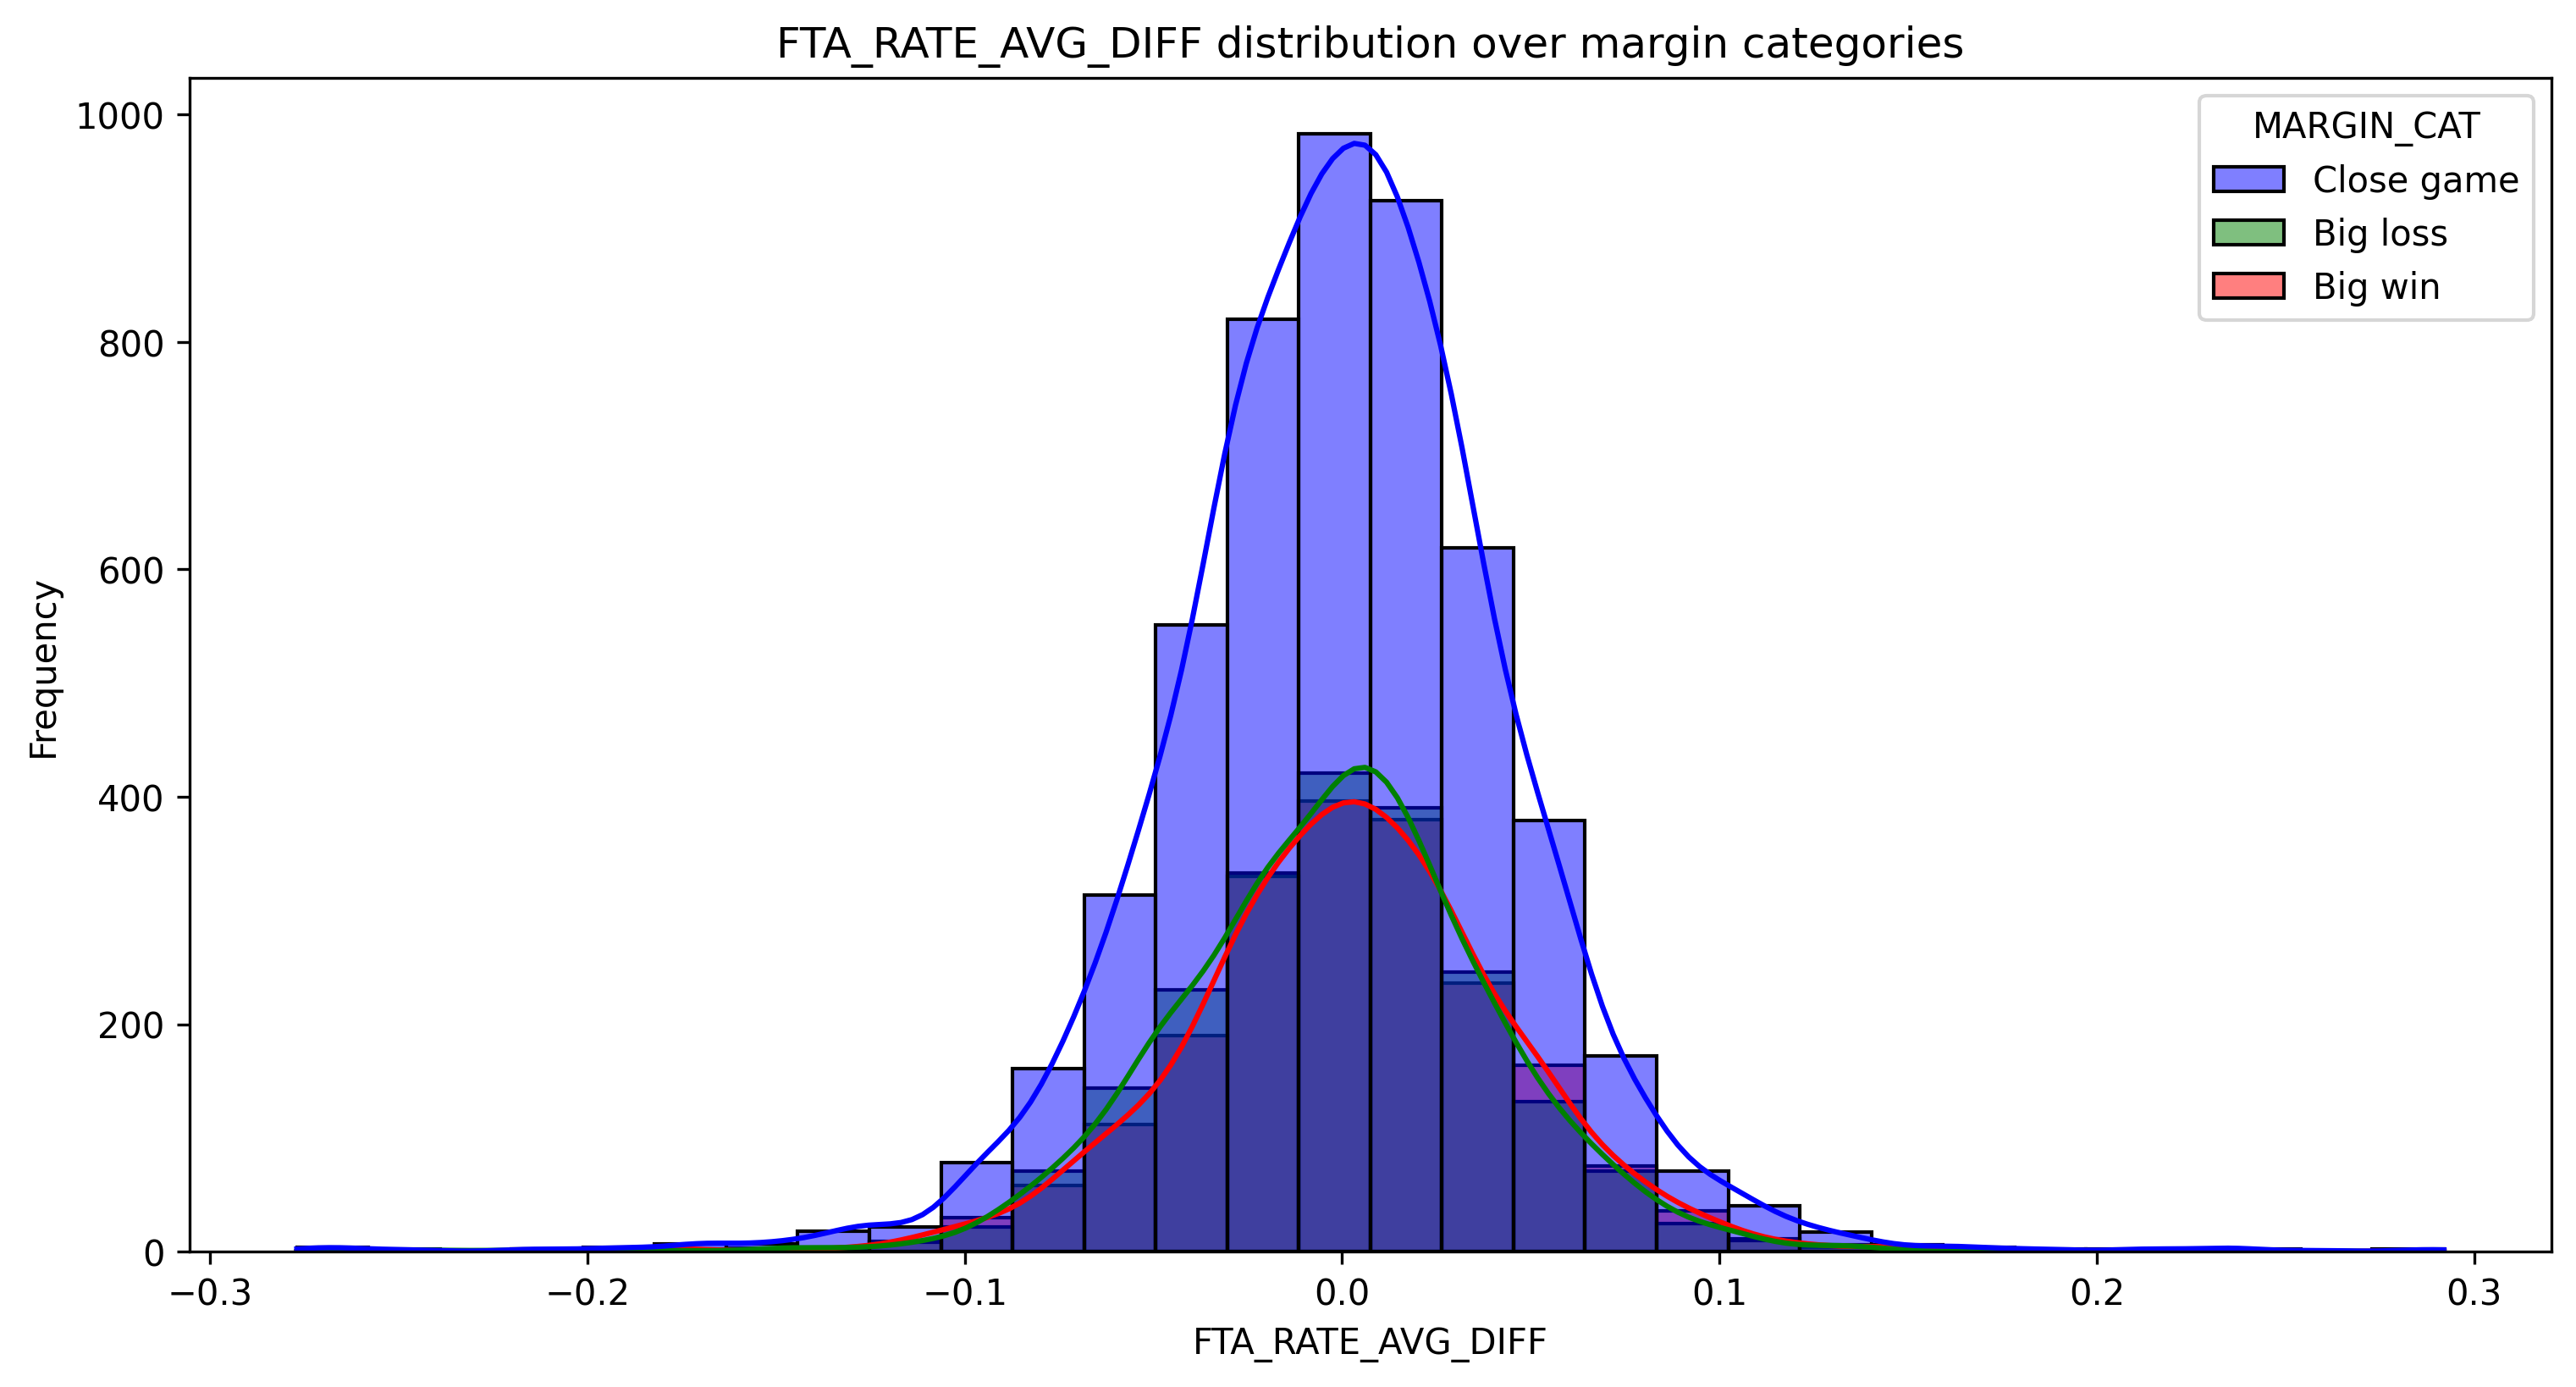 FTA_RATE_AVG_DIFF distribution over margin categories
MARGIN_CAT
Close game
Big loss
Big win
Frequency
1000
800
600
400
200
0
−0.3 −0.2 −0.1 0.0 0.1 0.2 0.3
FTA_RATE_AVG_DIFF